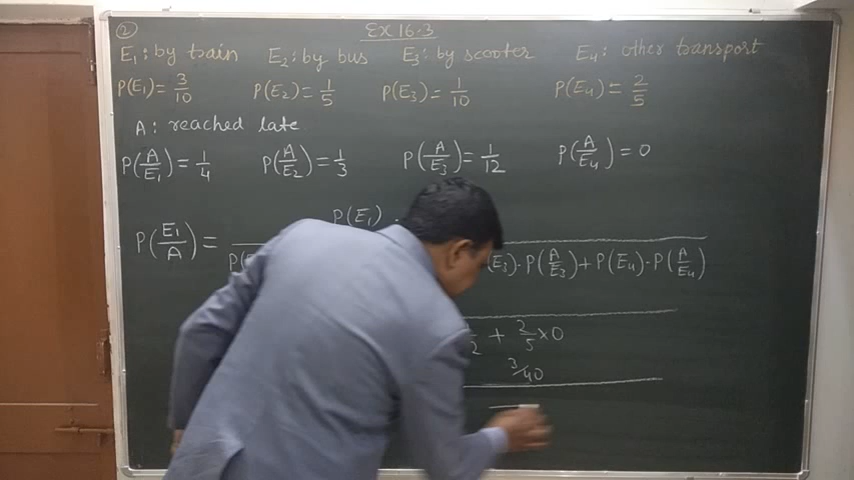 ② Ex 16.3
E₁: by train E₂: by bus E₃: by scooter E₄: other transport
P(E₁) = 3/10 P(E₂) = 1/5 P(E₃) = 1/10 P(E₄) = 2/5
A: reached late
P(A/E₁) = 1/4 P(A/E₂) = 1/3 P(A/E₃) = 1/12 P(A/E₄) = 0
P(E₁) ·
P(E₁/A) =
E₃) · P(A/E₃) + P(E₄) · P(A/E₄)
+ 2/5 × 0
3/40